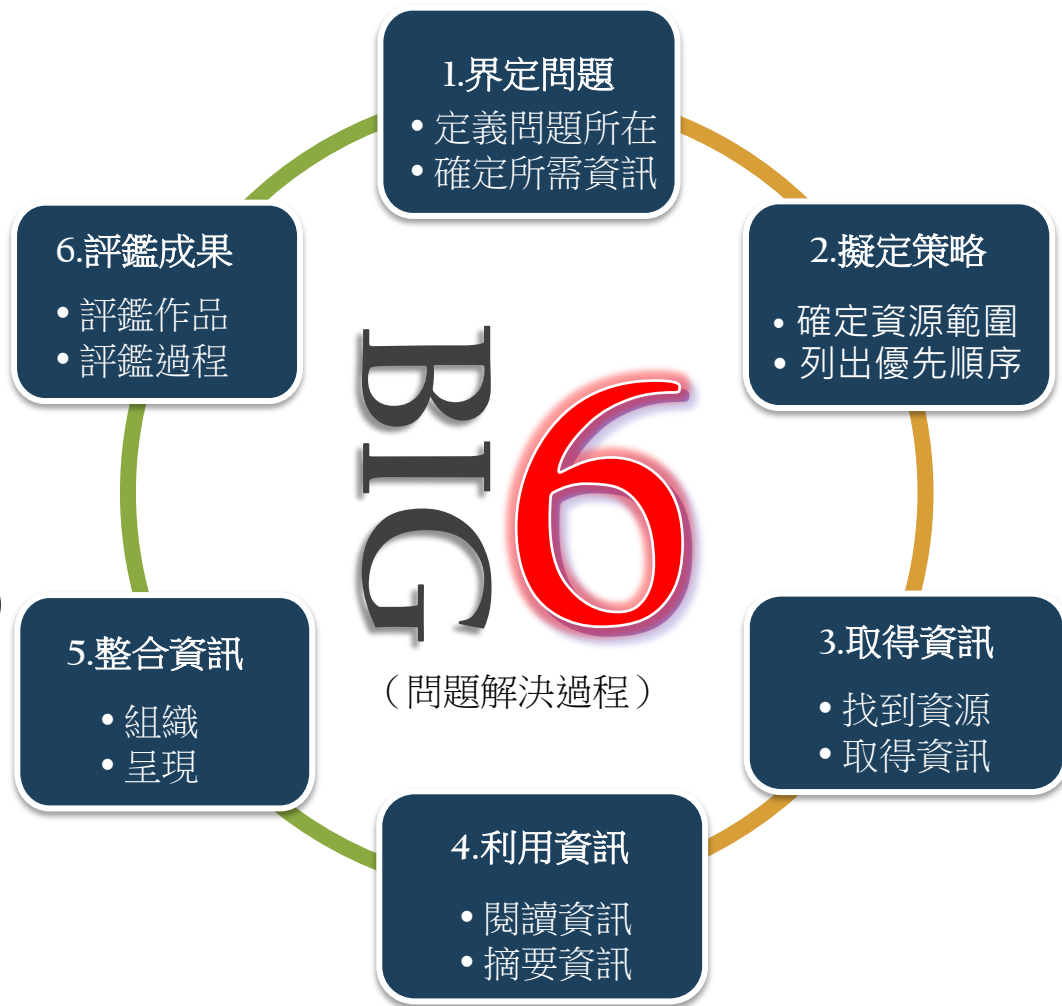 1.界定問題
• 定義問題所在
• 確定所需資訊
2.擬定策略
• 確定資源範圍
• 列出優先順序
3.取得資訊
• 找到資源
• 取得資訊
4.利用資訊
• 閱讀資訊
• 摘要資訊
5.整合資訊
• 組織
• 呈現
6.評鑑成果
• 評鑑作品
• 評鑑過程
BIG6
（問題解決過程）